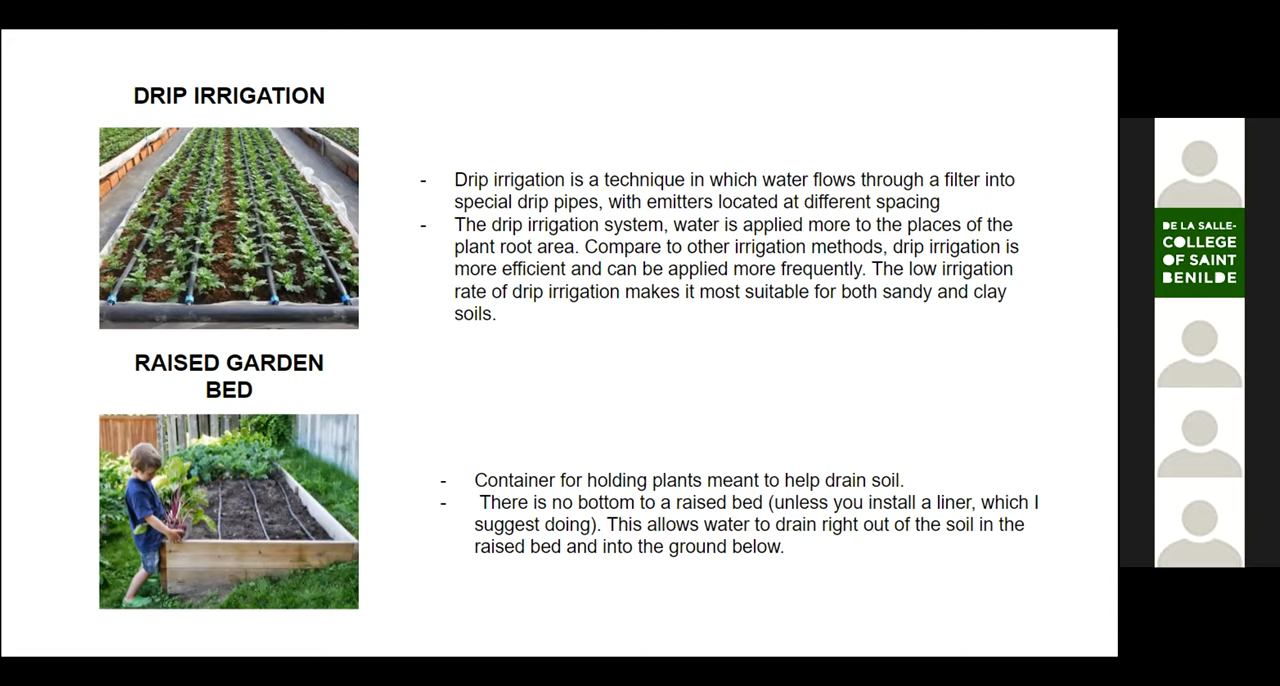 DRIP IRRIGATION
- Drip irrigation is a technique in which water flows through a filter into
special drip pipes, with emitters located at different spacing
- The drip irrigation system, water is applied more to the places of the
plant root area. Compare to other irrigation methods, drip irrigation is
more efficient and can be applied more frequently. The low irrigation
rate of drip irrigation makes it most suitable for both sandy and clay
soils.
RAISED GARDEN
BED
- Container for holding plants meant to help drain soil.
- There is no bottom to a raised bed (unless you install a liner, which I
suggest doing). This allows water to drain right out of the soil in the
raised bed and into the ground below.
DE LA SALLE-
COLLEGE
OF SAINT
BENILDE